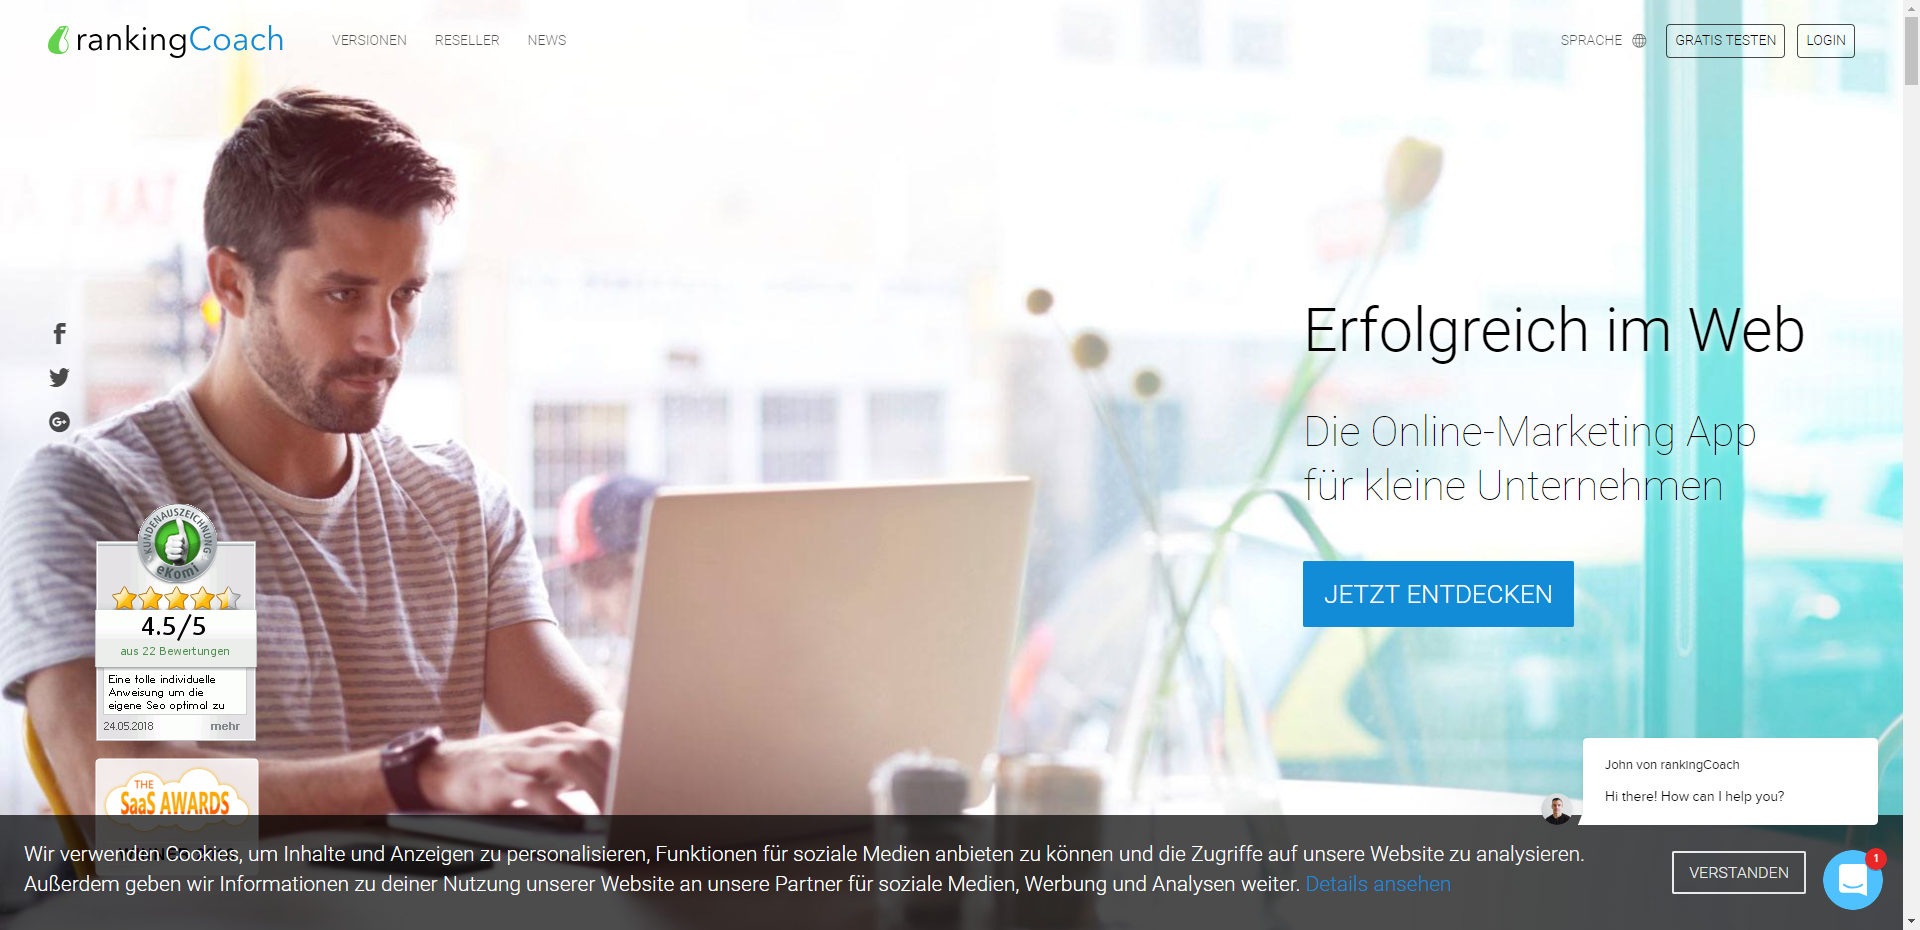 rankingCoach
VERSIONEN
RESELLER
NEWS
SPRACHE
GRATIS TESTEN
LOGIN
Erfolgreich im Web
Die Online-Marketing App
für kleine Unternehmen
JETZT ENTDECKEN
KUNDENAUSZEICHNUNG
eKomi
4.5/5
aus 22 Bewertungen
Eine tolle individuelle
Anweisung um die
eigene Seo optimal zu
24.05.2018 mehr
THE
SaaS AWARDS
John von rankingCoach
Hi there! How can I help you?
Wir verwenden Cookies, um Inhalte und Anzeigen zu personalisieren, Funktionen für soziale Medien anbieten zu können und die Zugriffe auf unsere Website zu analysieren.
Außerdem geben wir Informationen zu deiner Nutzung unserer Website an unsere Partner für soziale Medien, Werbung und Analysen weiter. Details ansehen
VERSTANDEN
1